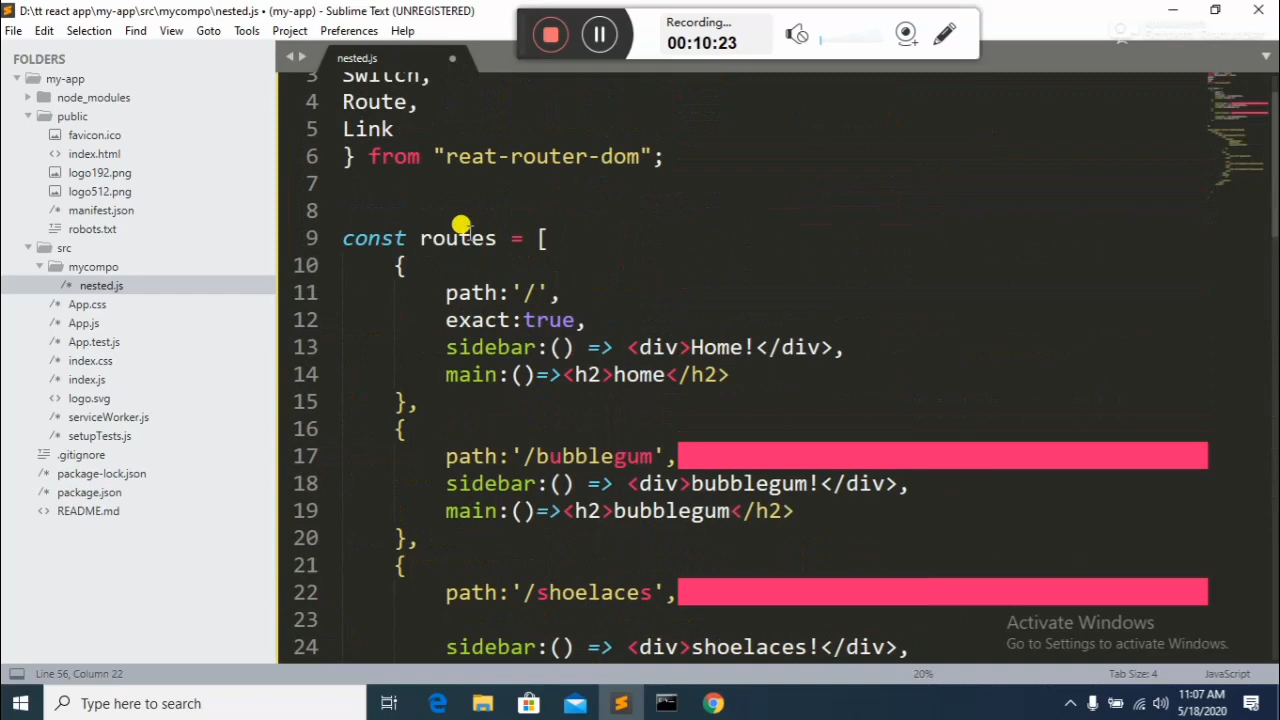 D:\tt react app\my-app\src\mycompo\nested.js • (my-app) - Sublime Text (UNREGISTERED)
File Edit Selection Find View Goto Tools Project Preferences Help
Recording...
00:10:23
FOLDERS
my-app
node_modules
public
favicon.ico
index.html
logo192.png
logo512.png
manifest.json
robots.txt
src
mycompo
nested.js
App.css
App.js
App.test.js
index.css
index.js
logo.svg
serviceWorker.js
setupTests.js
.gitignore
package-lock.json
package.json
README.md
nested.js
3 Switch,
4 Route,
5 Link
6 } from "reat-router-dom";
7
8
9 const routes = [
10 {
11 path:'/',
12 exact:true,
13 sidebar:() => <div>Home!</div>,
14 main:()=><h2>home</h2>
15 },
16 {
17 path:'/bubblegum',
18 sidebar:() => <div>bubblegum!</div>,
19 main:()=><h2>bubblegum</h2>
20 },
21 {
22 path:'/shoelaces',
23
24 sidebar:() => <div>shoelaces!</div>,
Activate Windows
Go to Settings to activate Windows.
Line 56, Column 22
20%
Tab Size: 4
JavaScript
Type here to search
11:07 AM
5/18/2020